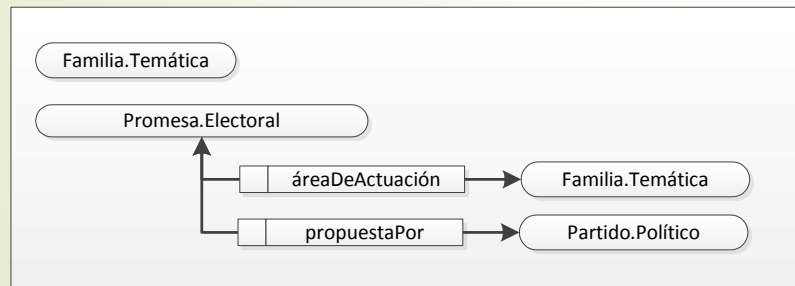 Familia.Temática
Promesa.Electoral
áreaDeActuación
Familia.Temática
propuestaPor
Partido.Político